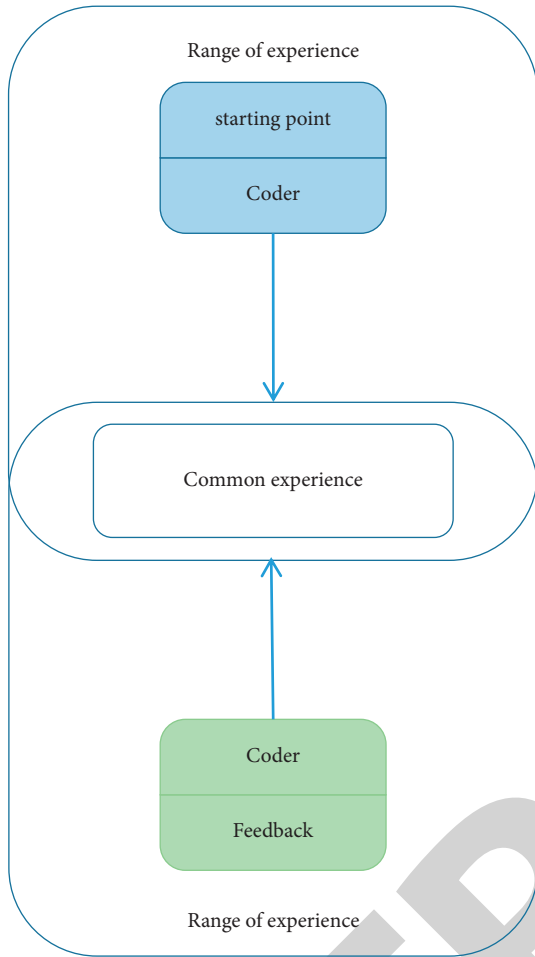 Range of experience
starting point
Coder
Common experience
Coder
Feedback
Range of experience